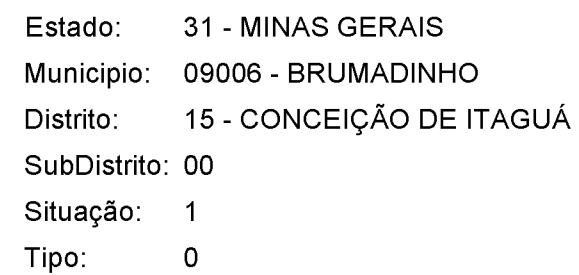 Estado: 31 - MINAS GERAIS
Municipio: 09006 - BRUMADINHO
Distrito: 15 - CONCEIÇÃO DE ITAGUÁ
SubDistrito: 00
Situação: 1
Tipo: 0